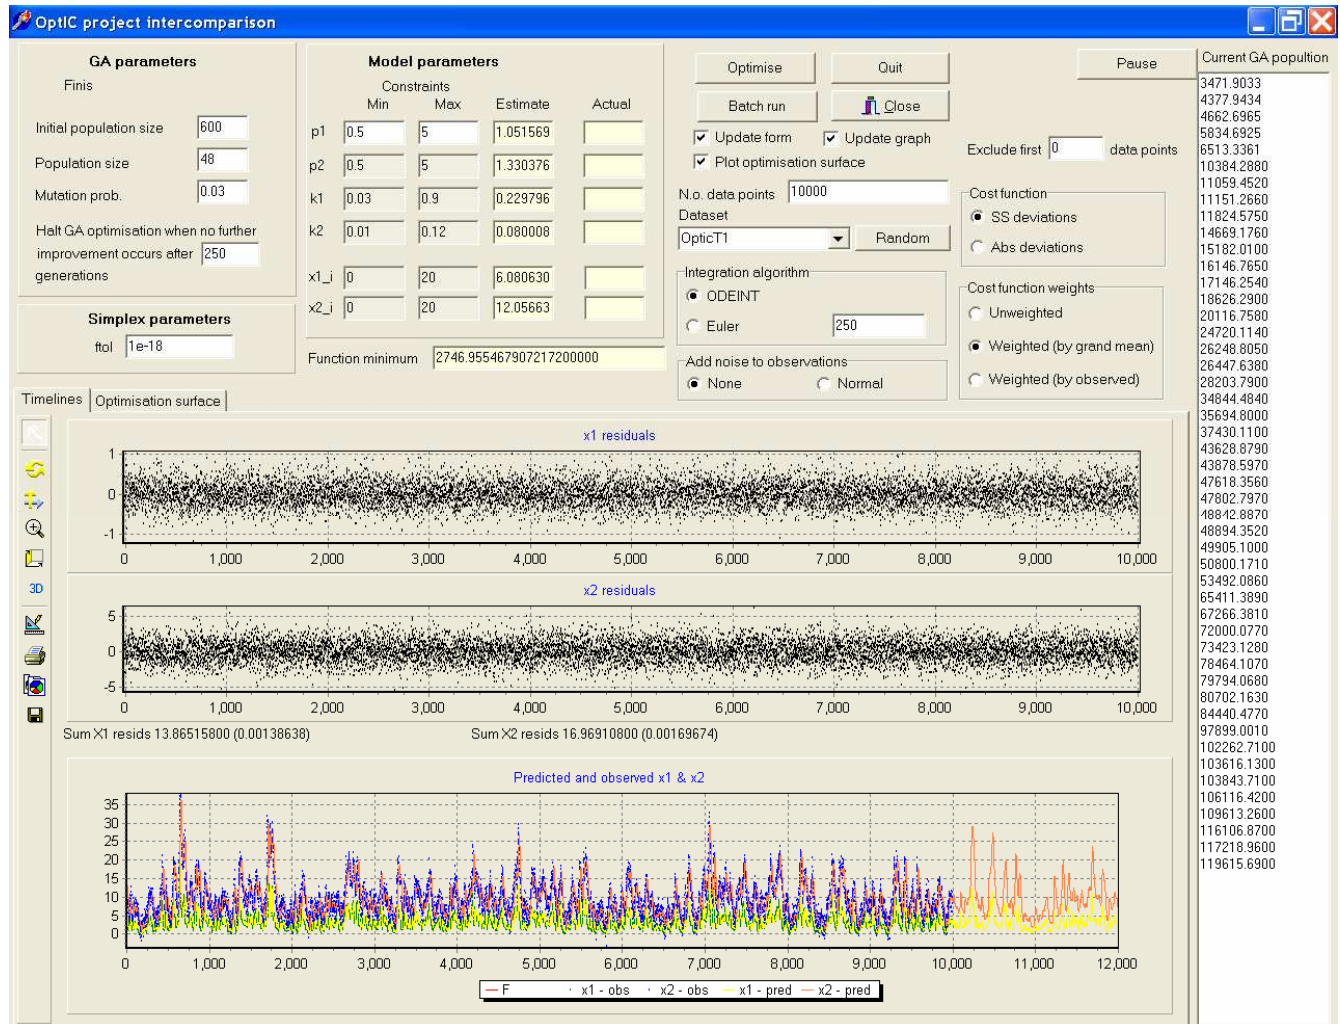 OptIC project intercomparison
GA parameters
Finis
Initial population size 600
Population size 48
Mutation prob. 0.03
Halt GA optimisation when no further
improvement occurs after 250
generations
Simplex parameters
ftol 1e-18
Model parameters
Constraints
Min Max Estimate Actual
p1 0.5 5 1.051569
p2 0.5 5 1.330376
k1 0.03 0.9 0.229796
k2 0.01 0.12 0.080008
x1_i 0 20 6.080630
x2_i 0 20 12.05663
Function minimum 2746.955467907217200000
Optimise Quit
Batch run Close
Update form Update graph
Plot optimisation surface
N.o. data points 10000
Dataset
OpticT1 Random
Integration algorithm
ODEINT
Euler 250
Add noise to observations
None Normal
Pause
Exclude first 0 data points
Cost function
SS deviations
Abs deviations
Cost function weights
Unweighted
Weighted (by grand mean)
Weighted (by observed)
Current GA popultion
3471.9033
4377.9434
4662.6965
5834.6925
6513.3361
10384.2880
11059.4520
11151.2660
11824.5750
14669.1760
15182.0100
16146.7650
17146.2540
18626.2900
20116.7580
24720.1140
26248.8050
26447.6380
28203.7900
34844.4840
35694.8000
37430.1100
43628.8790
43878.5970
47618.3560
47802.7970
48842.8870
48894.3520
49905.1000
50800.1710
53492.0860
65411.3890
67266.3810
72000.0770
73423.1280
78464.1070
79794.0680
80702.1630
84440.4770
97899.0010
102262.7100
103616.1300
103843.7100
106116.4200
109613.2600
116106.8700
117218.9600
119615.6900
Timelines Optimisation surface
3D
x1 residuals
1
0
-1
0 1,000 2,000 3,000 4,000 5,000 6,000 7,000 8,000 9,000 10,000
x2 residuals
5
0
-5
0 1,000 2,000 3,000 4,000 5,000 6,000 7,000 8,000 9,000 10,000
Sum X1 resids 13.86515800 (0.00138638) Sum X2 resids 16.96910800 (0.00169674)
Predicted and observed x1 & x2
35
30
25
20
15
10
5
0
0 1,000 2,000 3,000 4,000 5,000 6,000 7,000 8,000 9,000 10,000 11,000 12,000
F x1 - obs x2 - obs x1 - pred x2 - pred